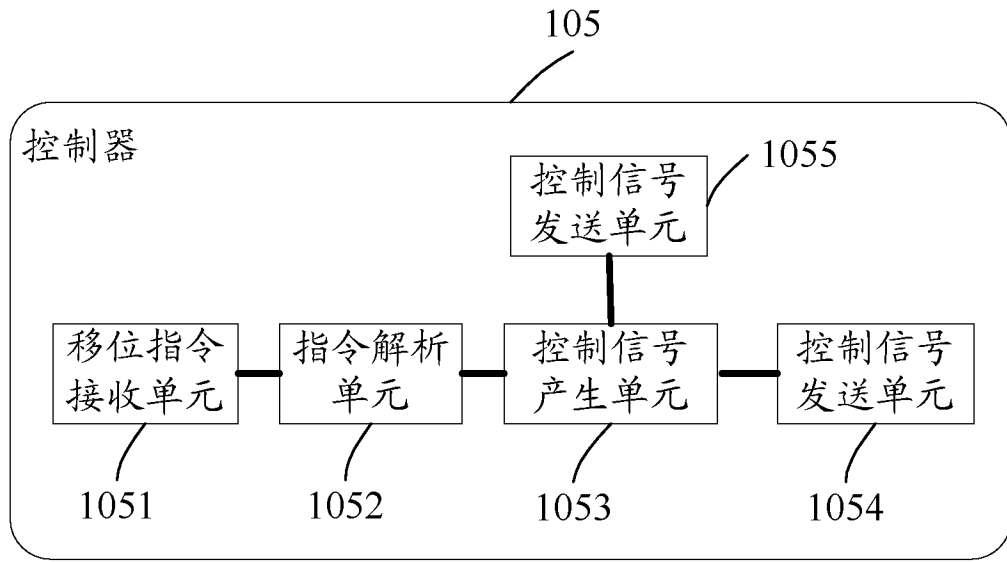 105
控制器
1055
控制信号
发送单元
移位指令
接收单元
指令解析
单元
控制信号
产生单元
控制信号
发送单元
1051
1052
1053
1054